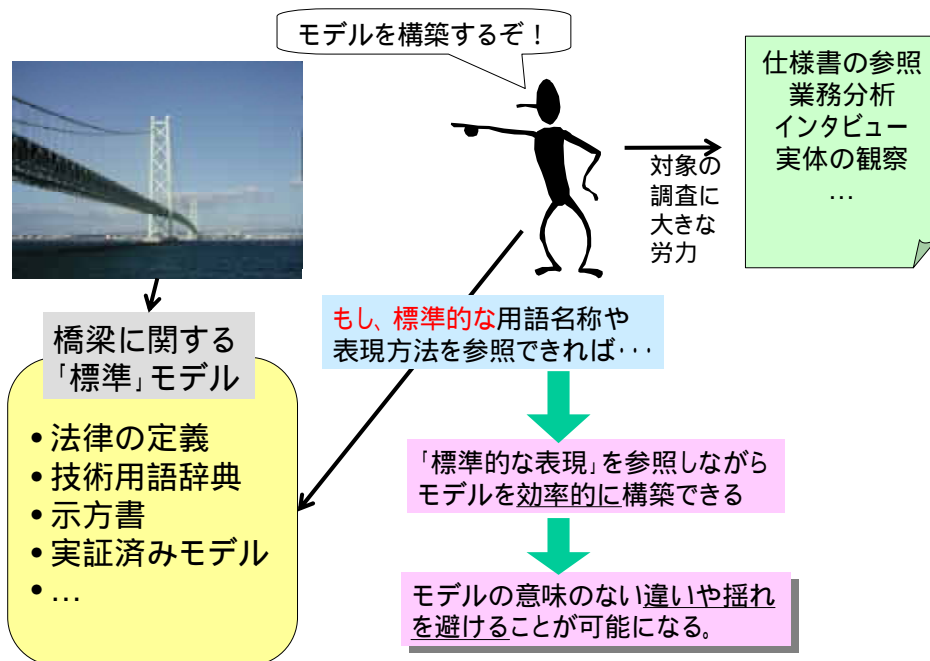 モデルを構築するぞ！
仕様書の参照
業務分析
インタビュー
実体の観察
…
対象の
調査に
大きな
労力
もし、標準的な用語名称や
表現方法を参照できれば･･･
橋梁に関する
「標準」モデル
•法律の定義
•技術用語辞典
•示方書
•実証済みモデル
•…
「標準的な表現」を参照しながら
モデルを効率的に構築できる
モデルの意味のない違いや揺れ
を避けることが可能になる。